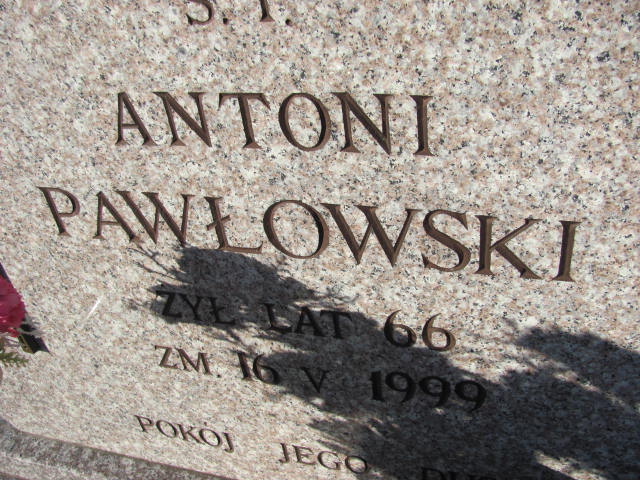 Ś. P.
ANTONI
PAWŁOWSKI
ŻYŁ LAT 66
ZM. 16 V 1999
POKÓJ JEGO